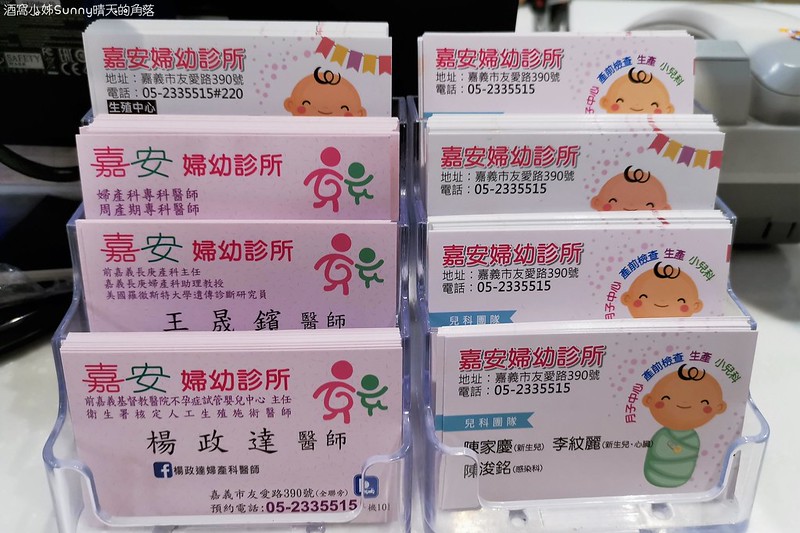 酒窩小姊Sunny晴天的角落
嘉安婦幼診所
地址：嘉義市友愛路390號
電話：05-2335515#220
生殖中心
嘉安 婦幼診所
婦產科專科醫師
周產期專科醫師
嘉安 婦幼診所
前嘉義長庚產科主任
嘉義長庚婦產科助理教授
美國羅徹斯特大學遺傳診斷研究員
王晟鑌 醫師
嘉安 婦幼診所
前嘉義基督教醫院不孕症試管嬰兒中心 主任
衛生署核定人工生殖施術醫師
楊政達 醫師
楊政達婦產科醫師
嘉義市友愛路390號(全聯旁)
預約電話:05-2335515
嘉安婦幼診所
地址：嘉義市友愛路390號
電話：05-2335515
子中心 產前檢查 生產 小兒科
嘉安婦幼診所
地址：嘉義市友愛路390號
電話：05-2335515
嘉安婦幼診所
地址：嘉義市友愛路390號
電話：05-2335515
月子中心 產前檢查 生產 小兒科
兒科團隊
嘉安婦幼診所
地址：嘉義市友愛路390號
電話：05-2335515
月子中心 產前檢查 生產 小兒科
兒科團隊
陳家慶(新生兒) 李紋麗(新生兒、心臟)
陳浚銘(感染科)